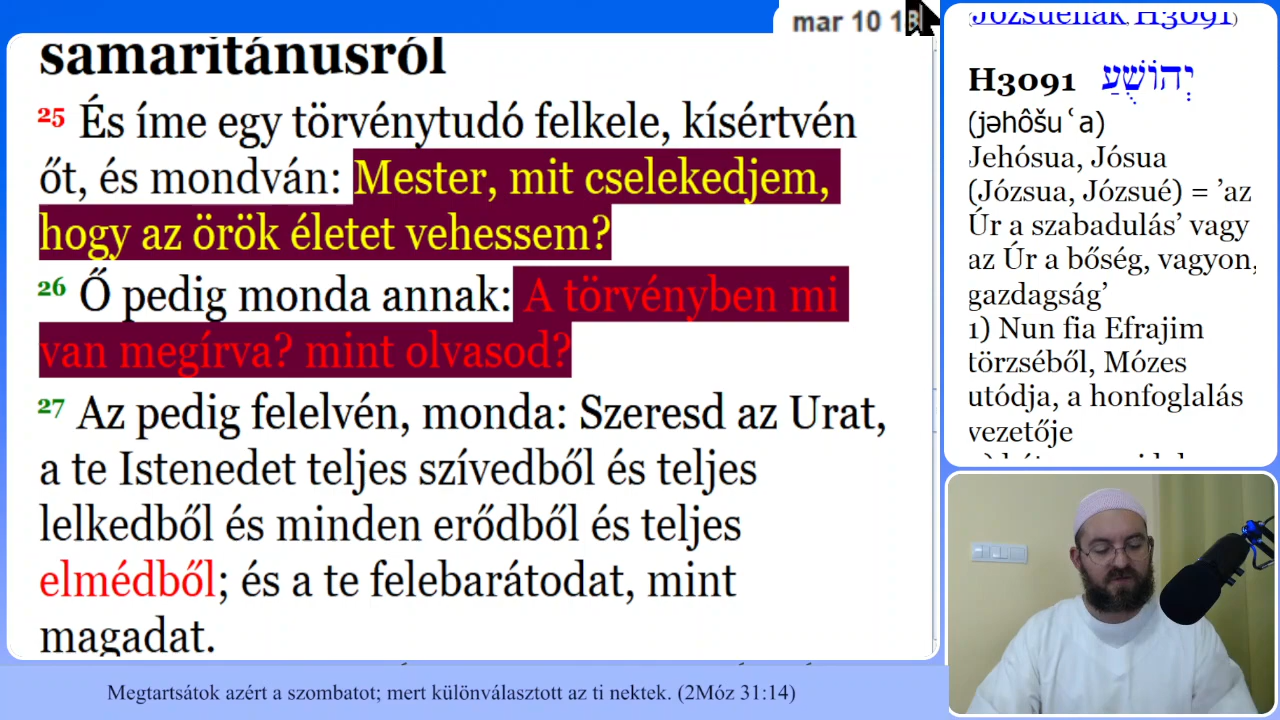 samaritánusról
25 És íme egy törvénytudó felkele, kísértvén
őt, és mondván: Mester, mit cselekedjem,
hogy az örök életet vehessem?
26 Ő pedig monda annak: A törvényben mi
van megírva? mint olvasod?
27 Az pedig felelvén, monda: Szeresd az Urat,
a te Istenedet teljes szívedből és teljes
lelkedből és minden erődből és teljes
elmédből; és a te felebarátodat, mint
magadat.
mar 10 1
(Józsuénak H3091)
H3091 יְהוֹשֻׁעַ
(jəhôšuʿa)
Jehósua, Jósua
(Józsua, Józsué) = ’az
Úr a szabadulás’ vagy
az Úr a bőség, vagyon,
gazdagság’
1) Nun fia Efrajim
törzséből, Mózes
utódja, a honfoglalás
vezetője
Megtartsátok azért a szombatot; mert különválasztott az ti nektek. (2Móz 31:14)